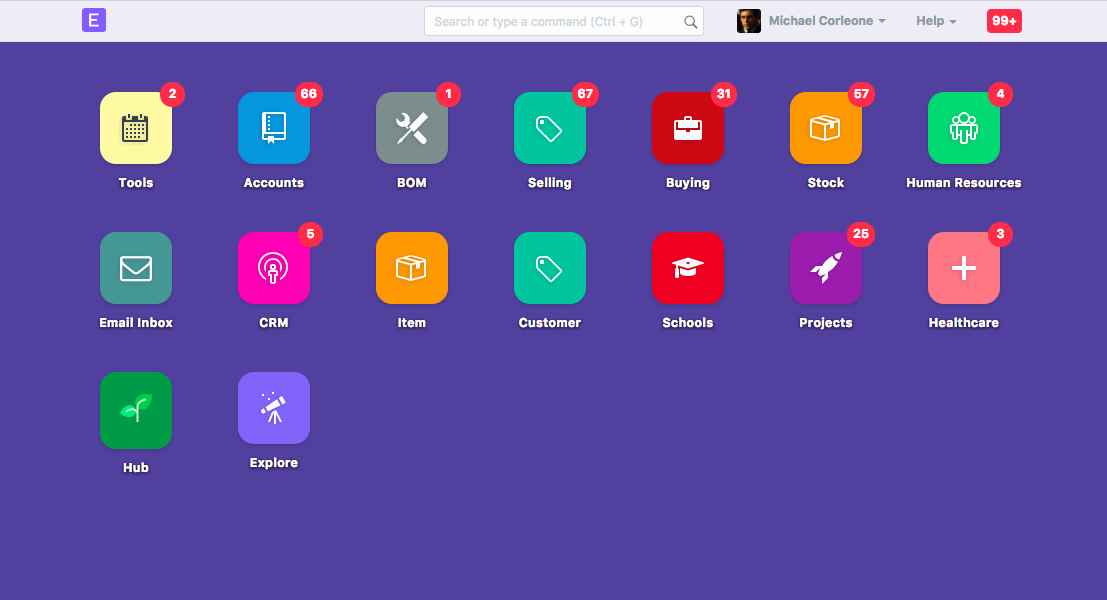 E Search or type a command (Ctrl + G) Michael Corleone Help 99+
2 66 1 67 31 57 4
Tools Accounts BOM Selling Buying Stock Human Resources
5 25 3
Email Inbox CRM Item Customer Schools Projects Healthcare
Hub Explore